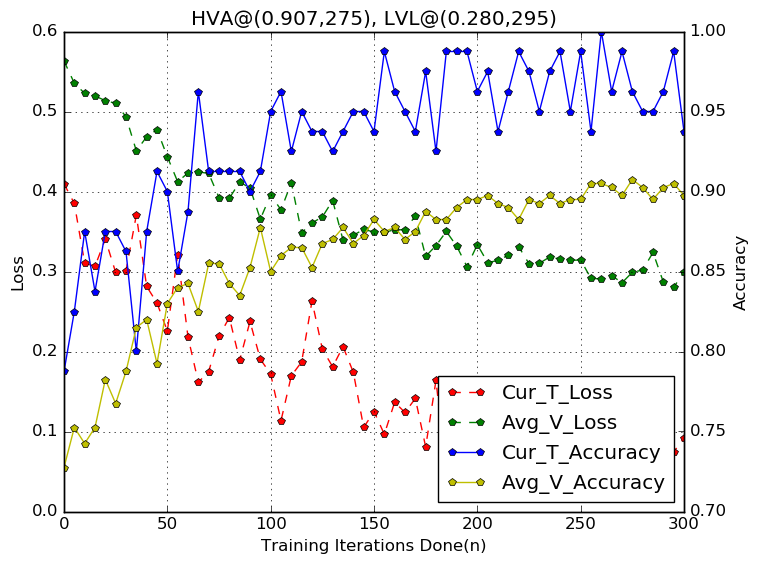 HVA@(0.907,275), LVL@(0.280,295)
0.6
0.5
0.4
0.3
0.2
0.1
0.0
Loss
1.00
0.95
0.90
0.85
0.80
0.75
0.70
Accuracy
Cur_T_Loss
Avg_V_Loss
Cur_T_Accuracy
Avg_V_Accuracy
0 50 100 150 200 250 300
Training Iterations Done(n)